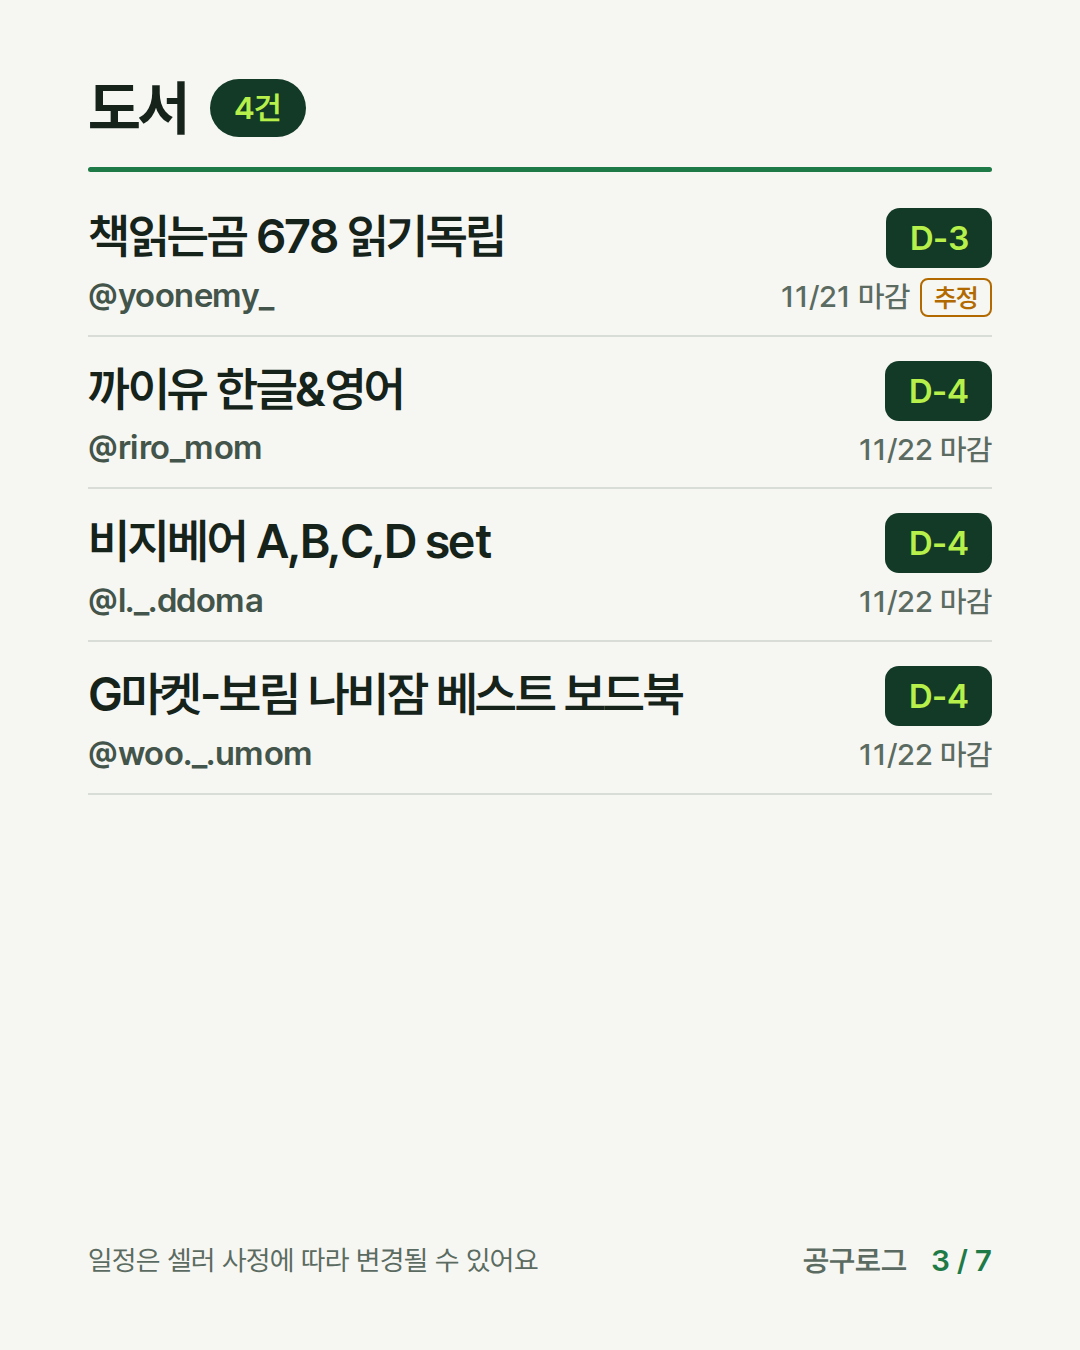 도서 4건
책읽는곰 678 읽기독립 D-3
@yoonemy_ 11/21 마감 추정
까이유 한글&영어 D-4
@riro_mom 11/22 마감
비지베어 A,B,C,D set D-4
@l._.ddoma 11/22 마감
G마켓-보림 나비잠 베스트 보드북 D-4
@woo._.umom 11/22 마감
일정은 셀러 사정에 따라 변경될 수 있어요 공구로그 3 / 7